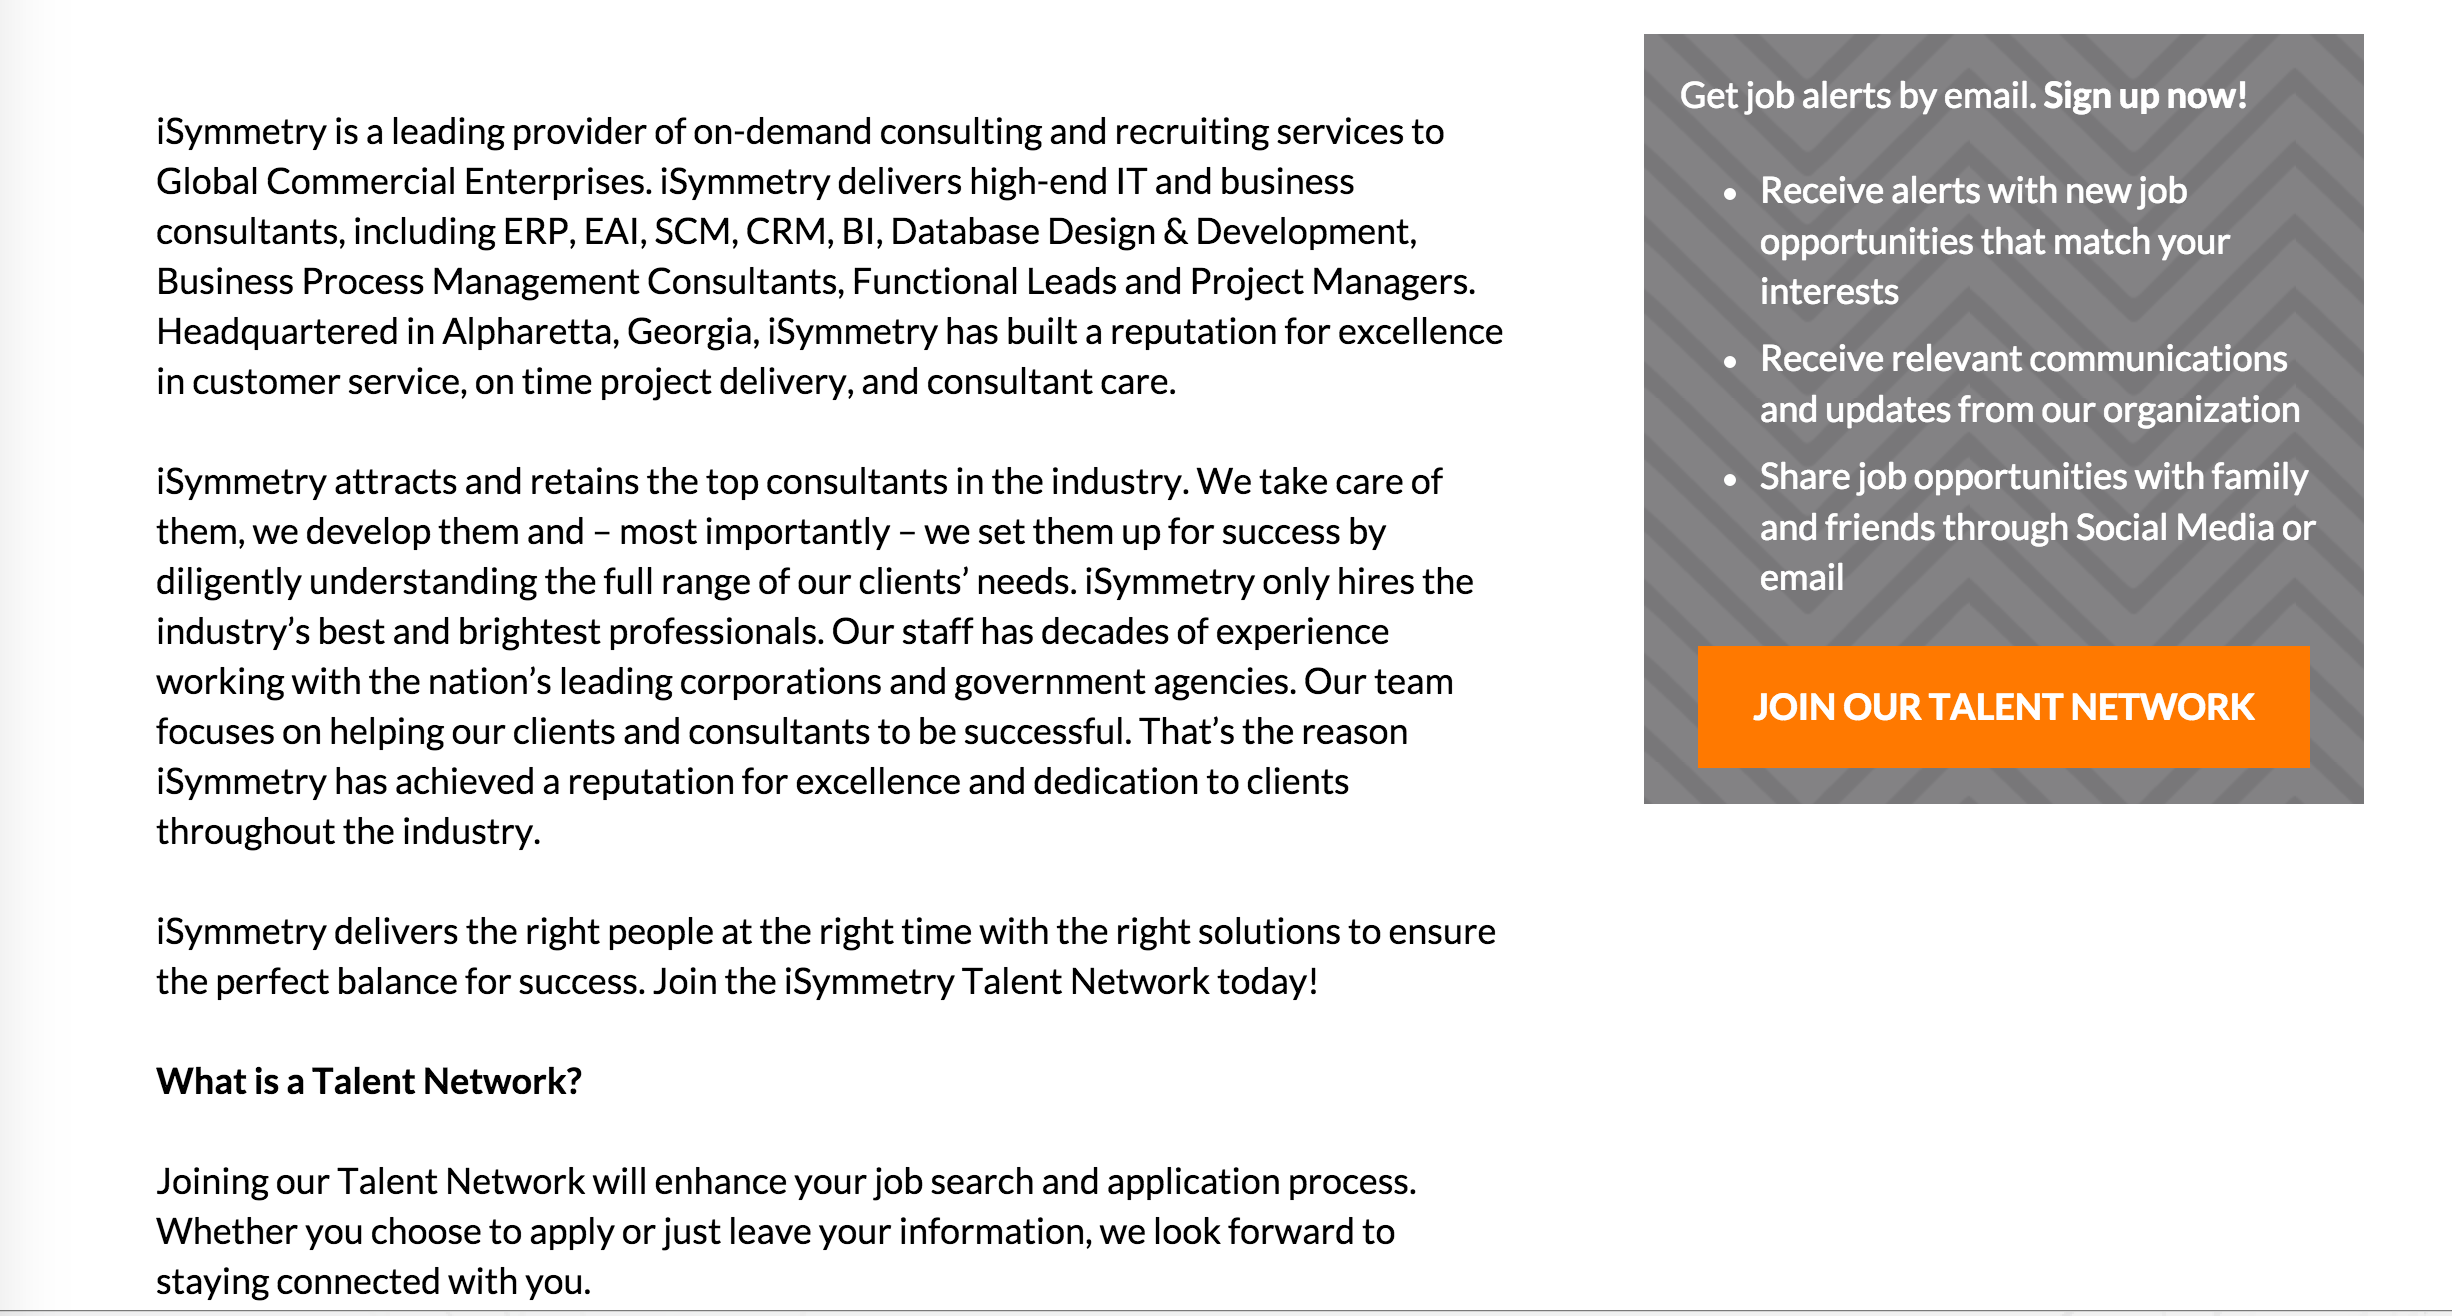 iSymmetry is a leading provider of on-demand consulting and recruiting services to
Global Commercial Enterprises. iSymmetry delivers high-end IT and business
consultants, including ERP, EAI, SCM, CRM, BI, Database Design & Development,
Business Process Management Consultants, Functional Leads and Project Managers.
Headquartered in Alpharetta, Georgia, iSymmetry has built a reputation for excellence
in customer service, on time project delivery, and consultant care.
iSymmetry attracts and retains the top consultants in the industry. We take care of
them, we develop them and – most importantly – we set them up for success by
diligently understanding the full range of our clients’ needs. iSymmetry only hires the
industry’s best and brightest professionals. Our staff has decades of experience
working with the nation’s leading corporations and government agencies. Our team
focuses on helping our clients and consultants to be successful. That’s the reason
iSymmetry has achieved a reputation for excellence and dedication to clients
throughout the industry.
iSymmetry delivers the right people at the right time with the right solutions to ensure
the perfect balance for success. Join the iSymmetry Talent Network today!
What is a Talent Network?
Joining our Talent Network will enhance your job search and application process.
Whether you choose to apply or just leave your information, we look forward to
staying connected with you.
Get job alerts by email. Sign up now!
• Receive alerts with new job
opportunities that match your
interests
• Receive relevant communications
and updates from our organization
• Share job opportunities with family
and friends through Social Media or
email
JOIN OUR TALENT NETWORK